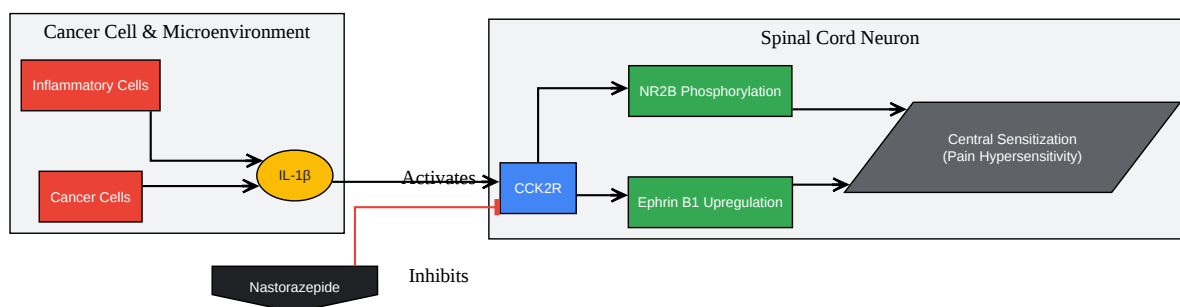 Cancer Cell & Microenvironment
Inflammatory Cells
Cancer Cells
IL-1β
Activates
Spinal Cord Neuron
NR2B Phosphorylation
CCK2R
Ephrin B1 Upregulation
Central Sensitization
(Pain Hypersensitivity)
Nastorazepide
Inhibits